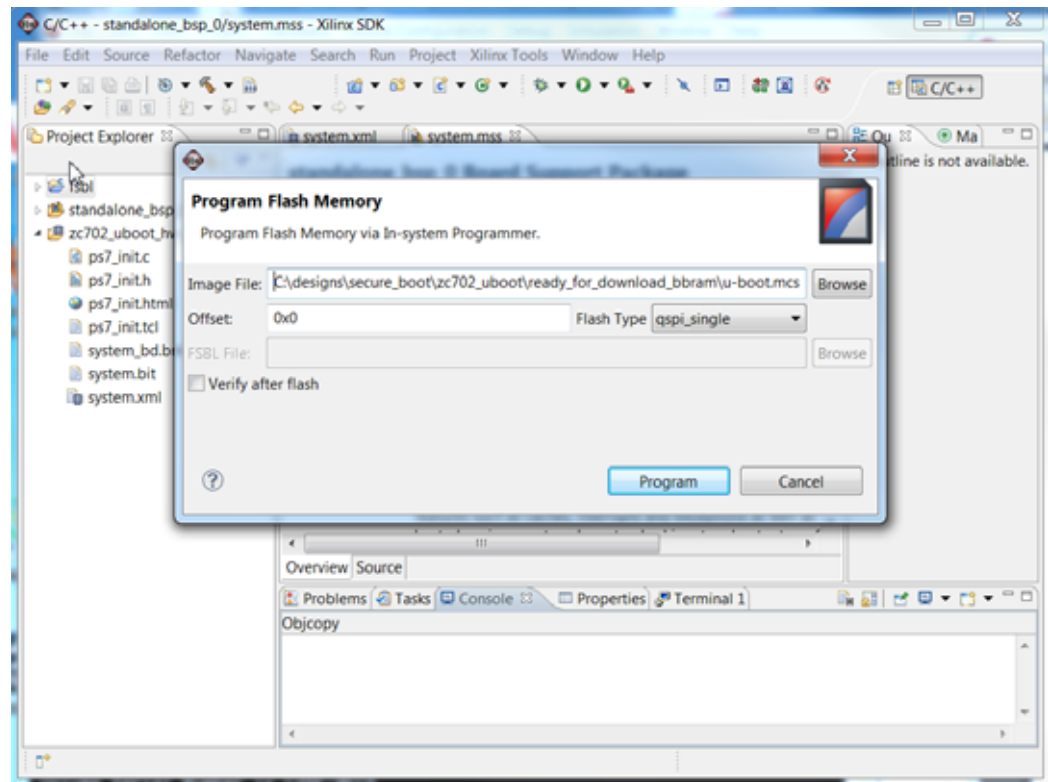 C/C++ - standalone_bsp_0/system.mss - Xilinx SDK
File Edit Source Refactor Navigate Search Run Project Xilinx Tools Window Help
C/C++
Project Explorer
system.xml system.mss
Ou Ma
tline is not available.
standalone_bsp_0 Board Support Package
fsbl
standalone_bsp
zc702_uboot_hw
ps7_init.c
ps7_init.h
ps7_init.html
ps7_init.tcl
system_bd.b
system.bit
system.xml
Program Flash Memory
Program Flash Memory via In-system Programmer.
Image File: C:\designs\secure_boot\zc702_uboot\ready_for_download_bbram\u-boot.mcs Browse
Offset: 0x0 Flash Type qspi_single
FSBL File: Browse
Verify after flash
Program Cancel
Overview Source
Problems Tasks Console Properties Terminal 1
Objcopy